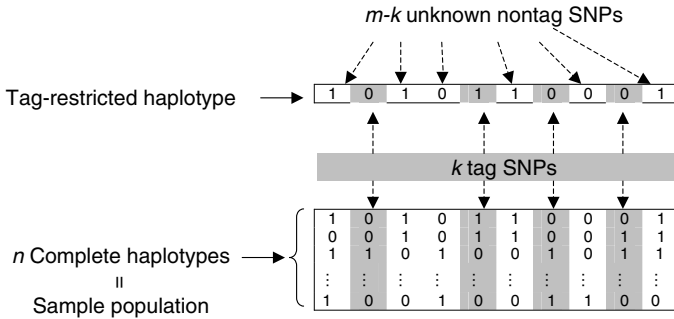 m-k unknown nontag SNPs
Tag-restricted haplotype
1 0 1 0 1 1 0 0 0 1
k tag SNPs
1 0 1 0 1 1 0 0 0 1
0 0 1 0 1 1 0 0 1 1
n Complete haplotypes
1 1 0 1 0 0 1 0 1 1
=
⋮ ⋮ ⋮ ⋮ ⋮ ⋮ ⋮ ⋮ ⋮ ⋮
Sample population
1 0 0 1 0 0 1 1 0 0